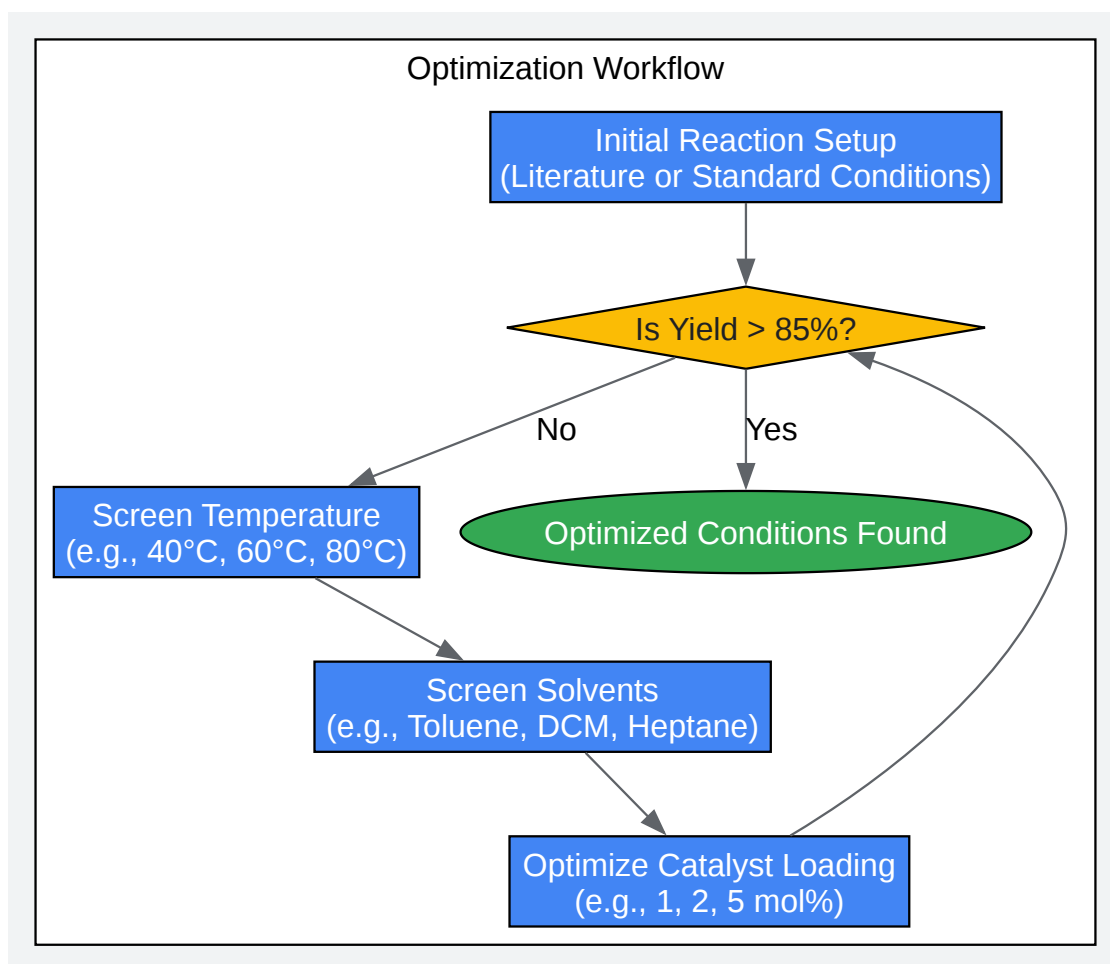 Optimization Workflow
Initial Reaction Setup
(Literature or Standard Conditions)
Is Yield > 85%?
No
Yes
Screen Temperature
(e.g., 40°C, 60°C, 80°C)
Optimized Conditions Found
Screen Solvents
(e.g., Toluene, DCM, Heptane)
Optimize Catalyst Loading
(e.g., 1, 2, 5 mol%)